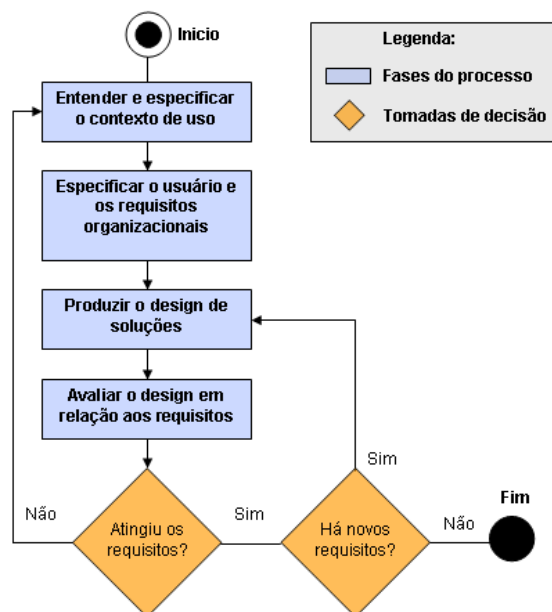 Inicio
Legenda:
Fases do processo
Tomadas de decisão
Entender e especificar
o contexto de uso
Especificar o usuário e
os requisitos
organizacionais
Produzir o design de
soluções
Avaliar o design em
relação aos requisitos
Não
Atingiu os
requisitos?
Sim
Há novos
requisitos?
Sim
Não
Fim